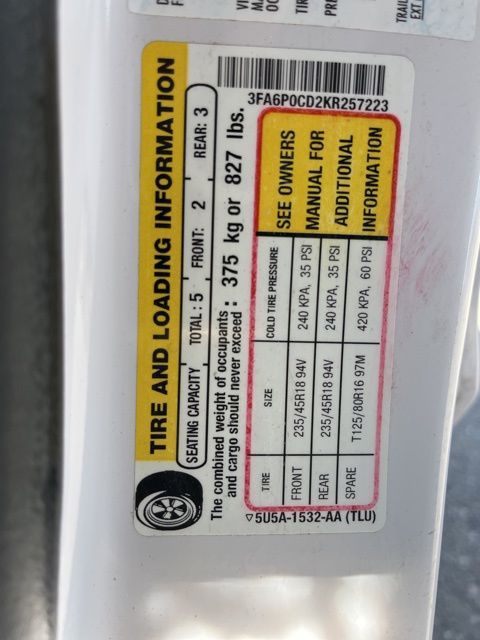 TIRE AND LOADING INFORMATION
SEATING CAPACITY TOTAL : 5 FRONT: 2 REAR: 3
The combined weight of occupants
and cargo should never exceed : 375 kg or 827 lbs.
TIRE SIZE COLD TIRE PRESSURE
FRONT 235/45R18 94V 240 KPA, 35 PSI
REAR 235/45R18 94V 240 KPA, 35 PSI
SPARE T125/80R16 97M 420 KPA, 60 PSI
SEE OWNERS
MANUAL FOR
ADDITIONAL
INFORMATION
5U5A-1532-AA (TLU)
3FA6P0CD2KR257223